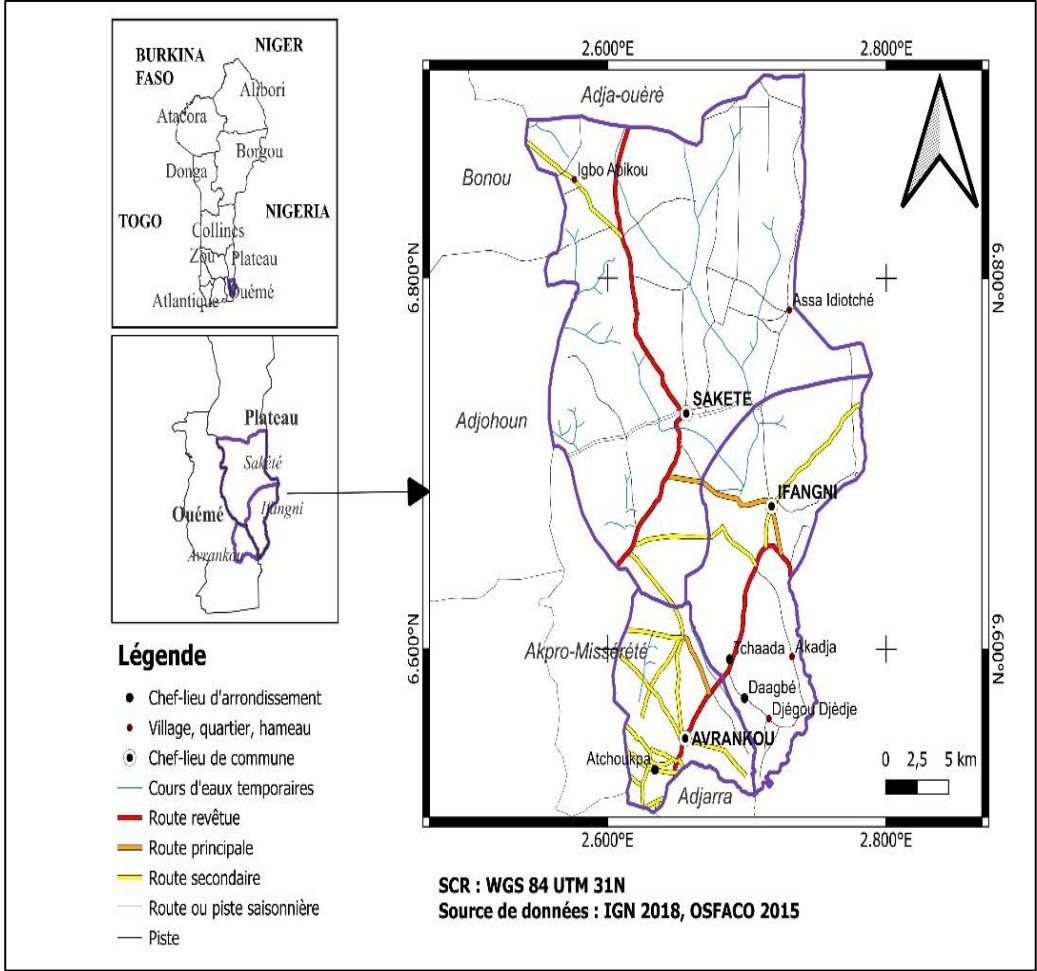 BURKINA
FASO
NIGER
Alibori
Atacora
Borgou
Donga
TOGO
NIGERIA
Collines
Zou
Plateau
Ouémé
Atlantique
Plateau
Sakété
Ifangni
Ouémé
Avrankou
2.600°E
2.800°E
Adja-ouèrè
Igbo Abikou
Bonou
6.800°N
6.800°N
Assa Idiotché
SAKETE
Adjohoun
IFANGNI
6.600°N
6.600°N
Akpro-Missérété
Tchaada
Akadja
Daagbé
Djégou Djèdje
AVRANKOU
Atchoukpa
Adjarra
0 2,5 5 km
2.600°E
2.800°E
Légende
Chef-lieu d'arrondissement
Village, quartier, hameau
Chef-lieu de commune
Cours d'eaux temporaires
Route revêtue
Route principale
Route secondaire
Route ou piste saisonnière
Piste
SCR : WGS 84 UTM 31N
Source de données : IGN 2018, OSFACO 2015